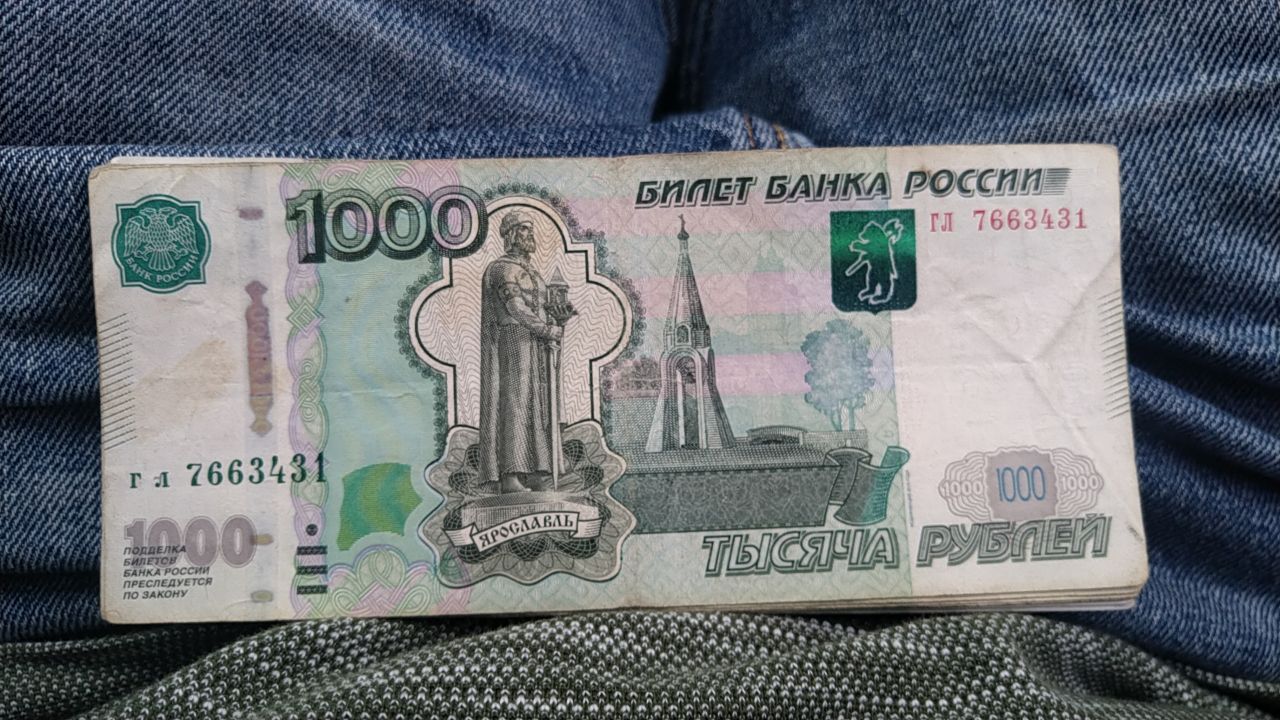 БИЛЕТ БАНКА РОССИИ
1000
БАНК РОССИИ
ГЛ 7663431
гл 7663431
1000
ПОДДЕЛКА
БИЛЕТОВ
БАНКА РОССИИ
ПРЕСЛЕДУЕТСЯ
ПО ЗАКОНУ
ЯРОСЛАВЛЬ
1000 1000 1000
ТЫСЯЧА РУБЛЕЙ